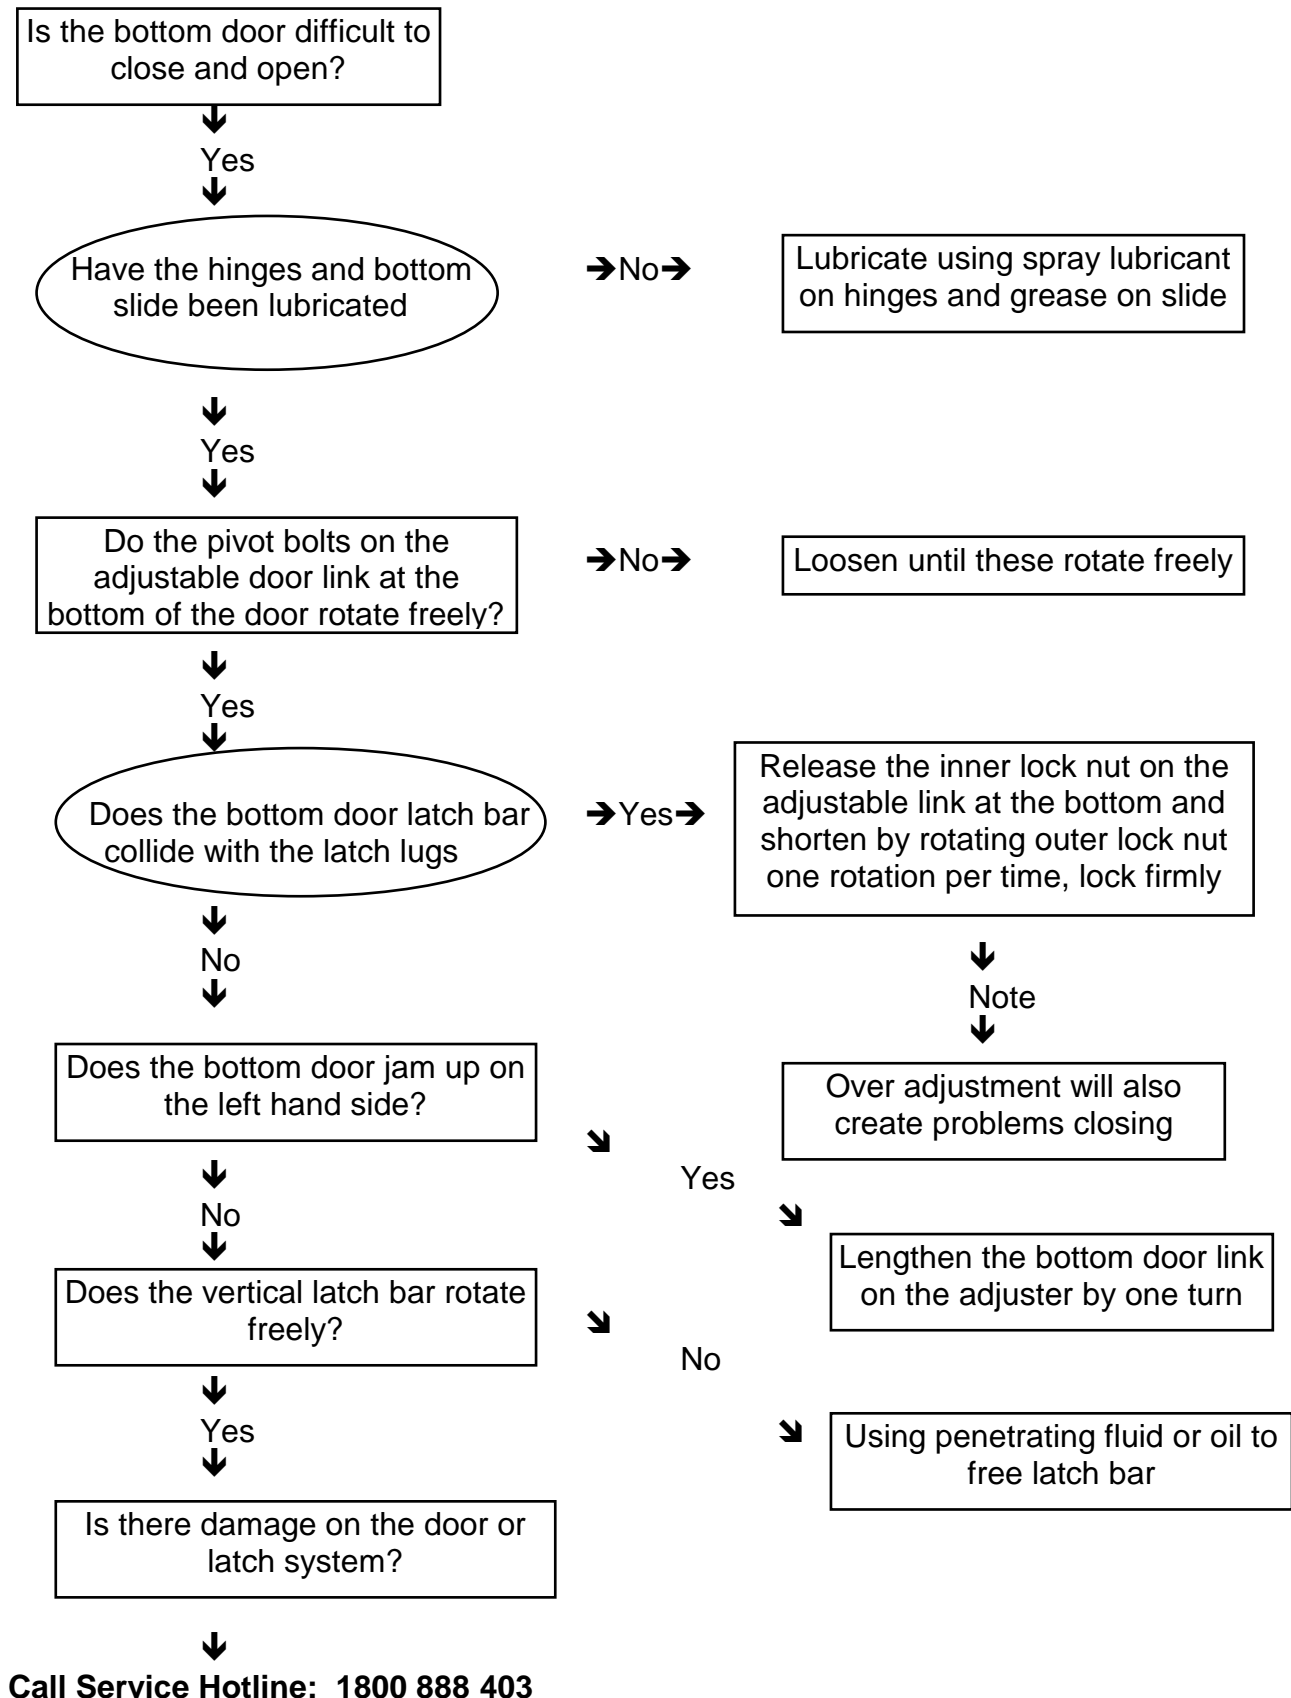 Is the bottom door difficult to
close and open?
Yes
Have the hinges and bottom
slide been lubricated
No
Lubricate using spray lubricant
on hinges and grease on slide
Yes
Do the pivot bolts on the
adjustable door link at the
bottom of the door rotate freely?
No
Loosen until these rotate freely
Yes
Does the bottom door latch bar
collide with the latch lugs
Yes
Release the inner lock nut on the
adjustable link at the bottom and
shorten by rotating outer lock nut
one rotation per time, lock firmly
No
Note
Does the bottom door jam up on
the left hand side?
Over adjustment will also
create problems closing
Yes
No
Lengthen the bottom door link
on the adjuster by one turn
Does the vertical latch bar rotate
freely?
No
Yes
Using penetrating fluid or oil to
free latch bar
Is there damage on the door or
latch system?
Call Service Hotline: 1800 888 403